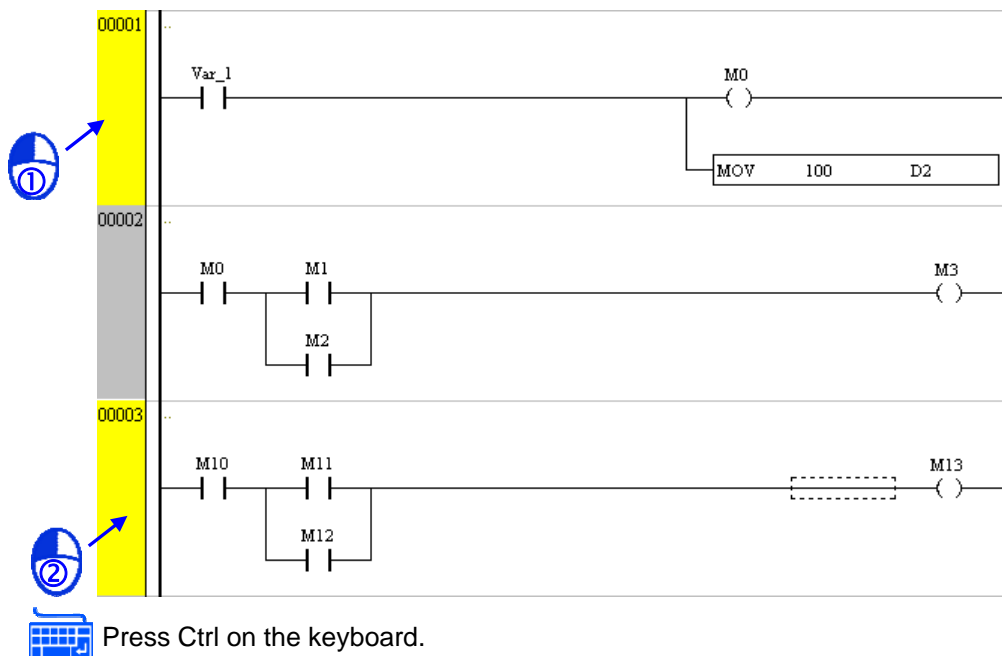 00001 ..
Var_1 M0
MOV 100 D2
①
00002 ..
M0 M1 M3
M2
00003 ..
M10 M11 M13
M12
②
Press Ctrl on the keyboard.